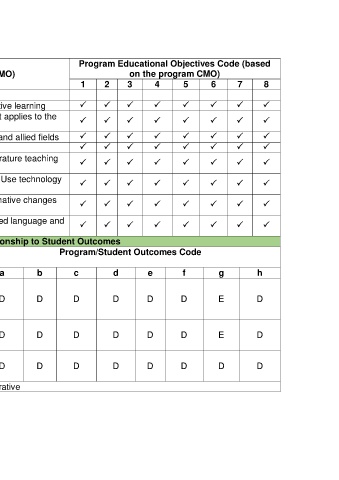 Program Educational Objectives Code (based
MO)
on the program CMO)
1 2 3 4 5 6 7 8
tive learning ✓ ✓ ✓ ✓ ✓ ✓ ✓ ✓
t applies to the ✓ ✓ ✓ ✓ ✓ ✓ ✓ ✓
and allied fields ✓ ✓ ✓ ✓ ✓ ✓ ✓ ✓
✓ ✓ ✓ ✓ ✓ ✓ ✓ ✓
rature teaching ✓ ✓ ✓ ✓ ✓ ✓ ✓ ✓
Use technology ✓ ✓ ✓ ✓ ✓ ✓ ✓ ✓
native changes ✓ ✓ ✓ ✓ ✓ ✓ ✓ ✓
ed language and ✓ ✓ ✓ ✓ ✓ ✓ ✓ ✓
onship to Student Outcomes
Program/Student Outcomes Code
a b c d e f g h
D D D D D D E D
D D D D D D E D
D D D D D D D D
rative